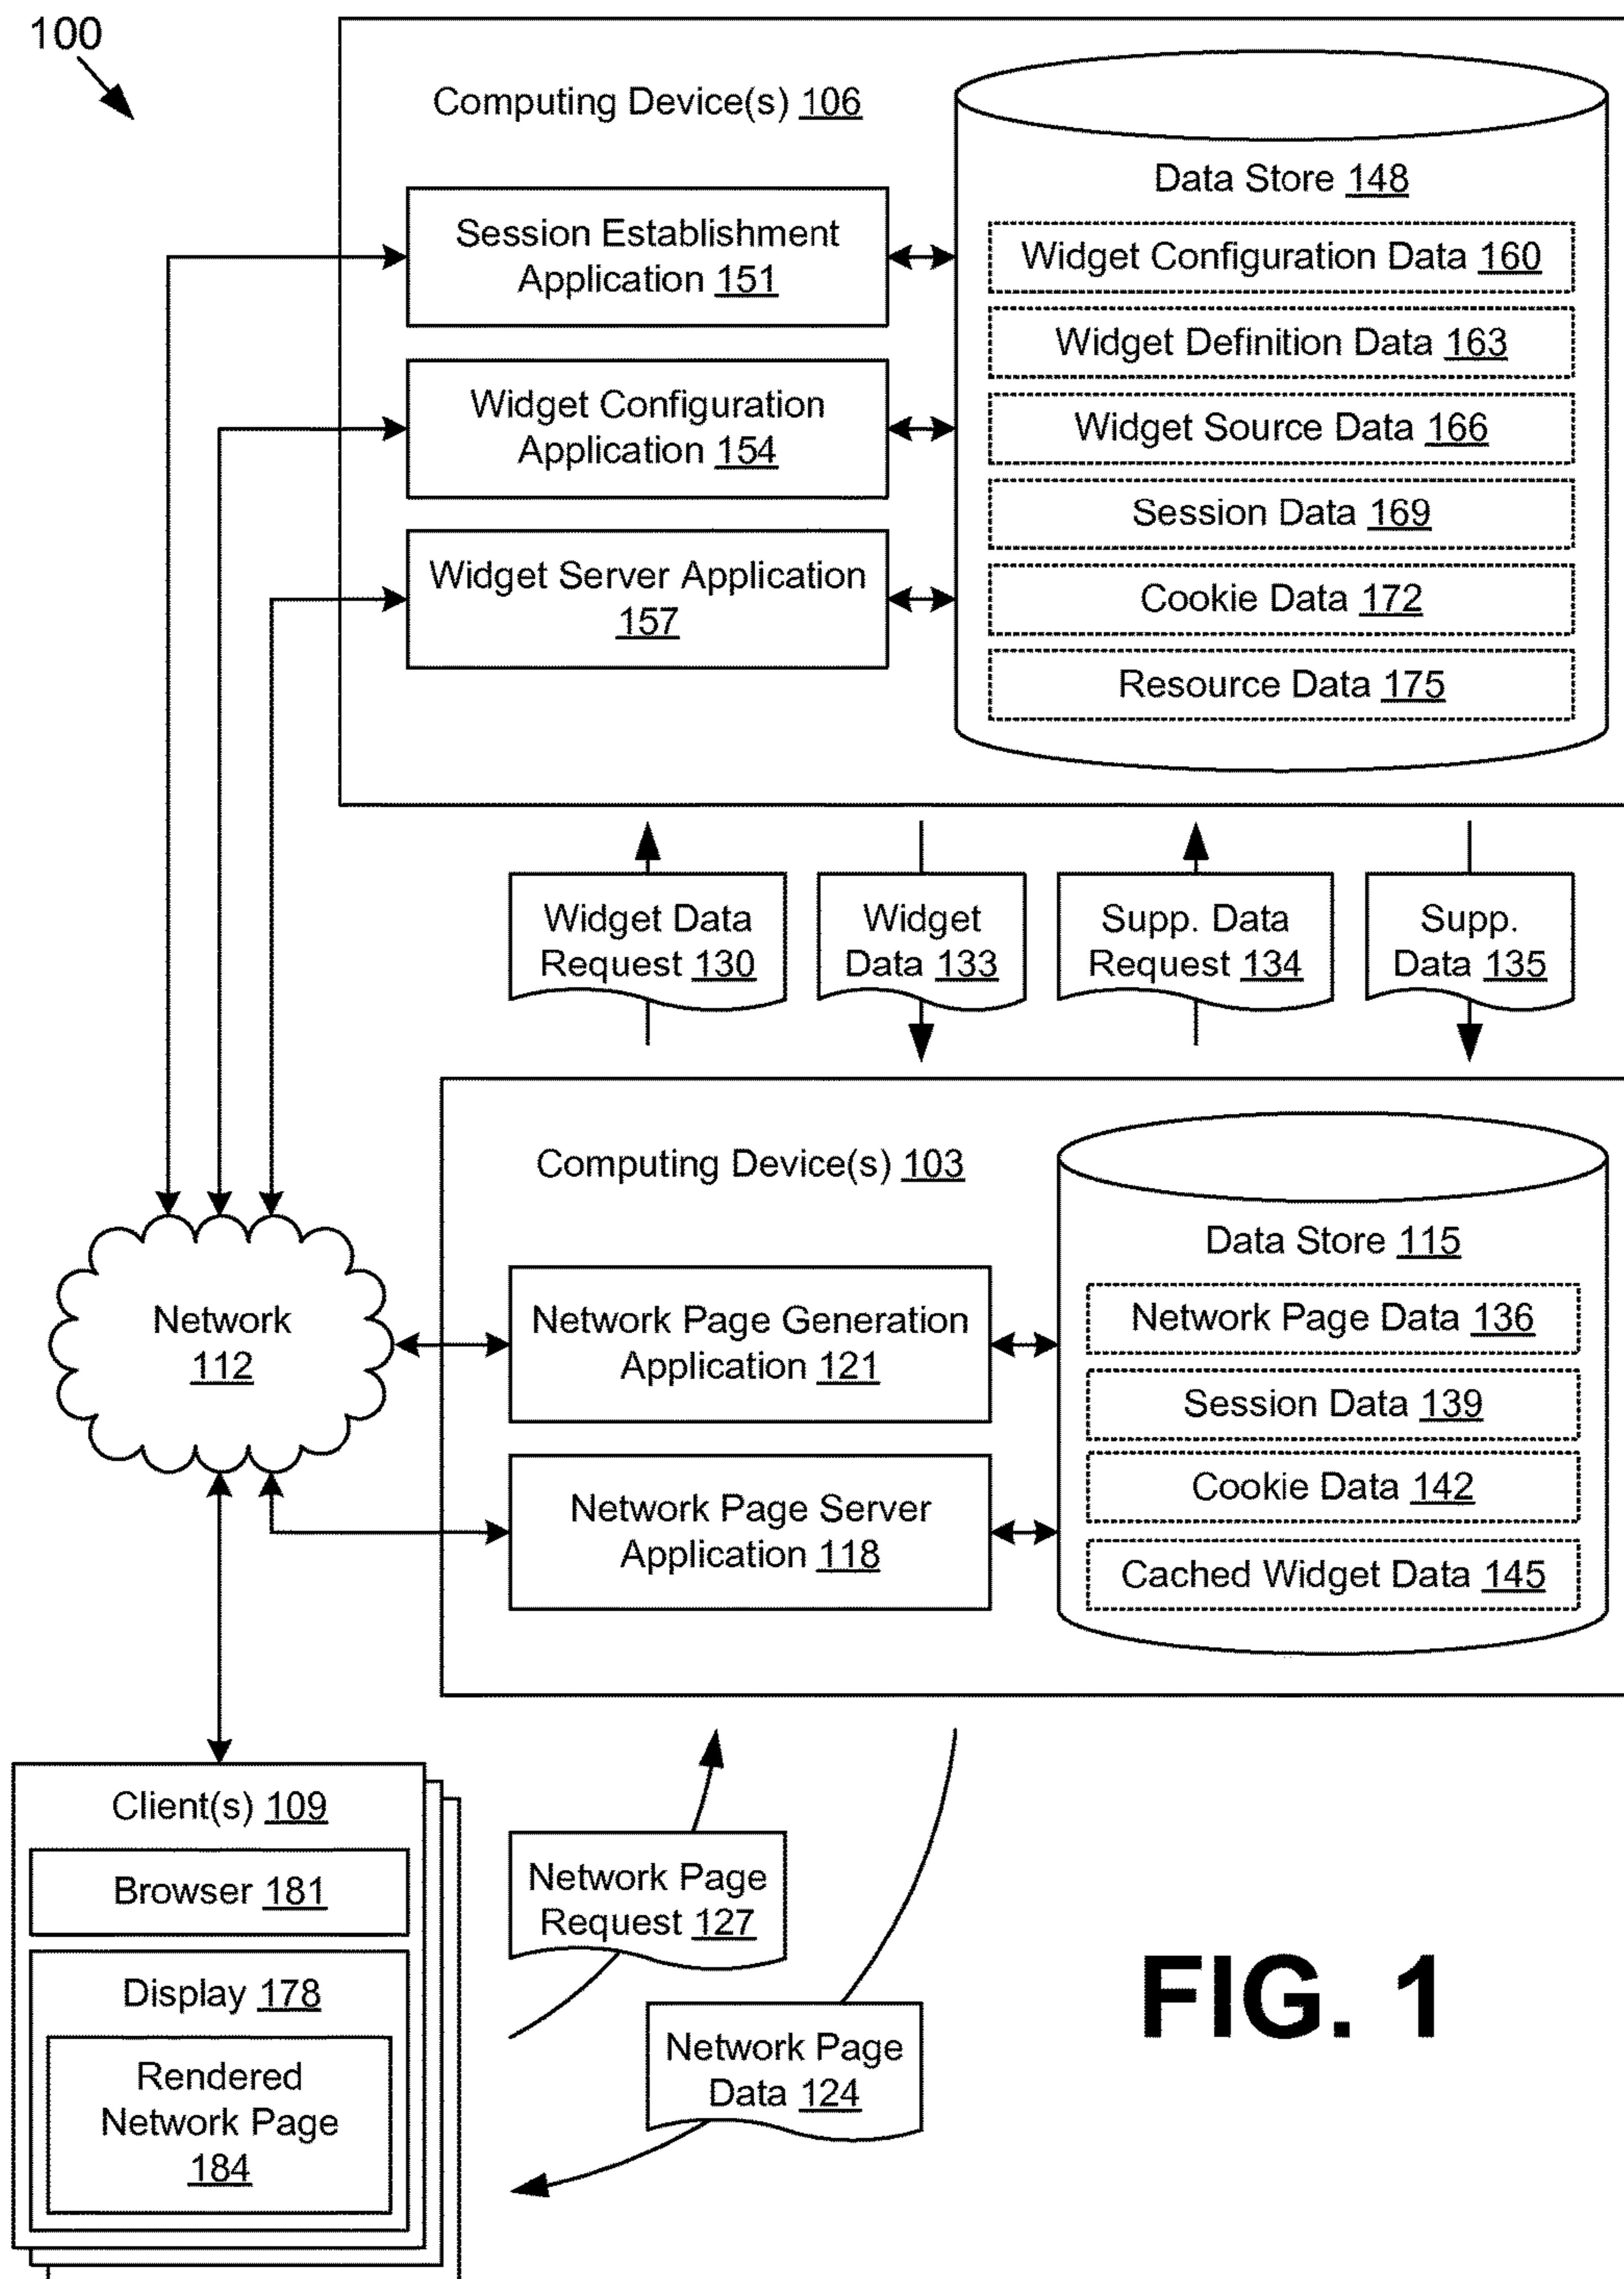 100
Computing Device(s) 106
Session Establishment
Application 151
Widget Configuration
Application 154
Widget Server Application
157
Data Store 148
Widget Configuration Data 160
Widget Definition Data 163
Widget Source Data 166
Session Data 169
Cookie Data 172
Resource Data 175
Widget Data
Request 130
Widget
Data 133
Supp. Data
Request 134
Supp.
Data 135
Computing Device(s) 103
Network
112
Network Page Generation
Application 121
Network Page Server
Application 118
Data Store 115
Network Page Data 136
Session Data 139
Cookie Data 142
Cached Widget Data 145
Client(s) 109
Browser 181
Display 178
Rendered
Network Page
184
Network Page
Request 127
Network Page
Data 124
FIG. 1